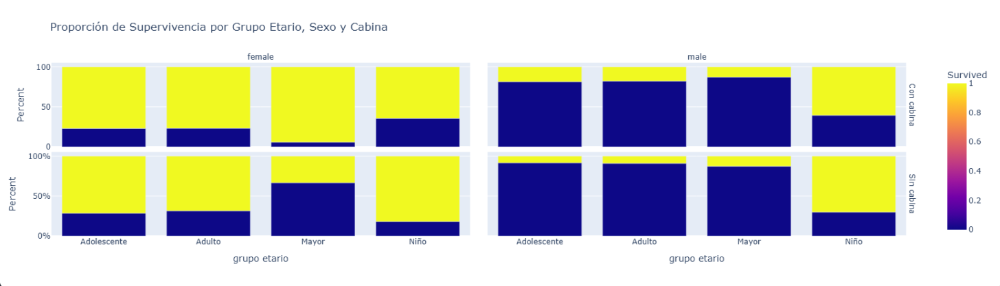 Proporción de Supervivencia por Grupo Etario, Sexo y Cabina
female
male
Survived
Percent
100
50
0
Con cabina
Percent
100%
50%
0%
Sin cabina
1
0.8
0.6
0.4
0.2
0
Adolescente
Adulto
Mayor
Niño
Adolescente
Adulto
Mayor
Niño
grupo etario
grupo etario